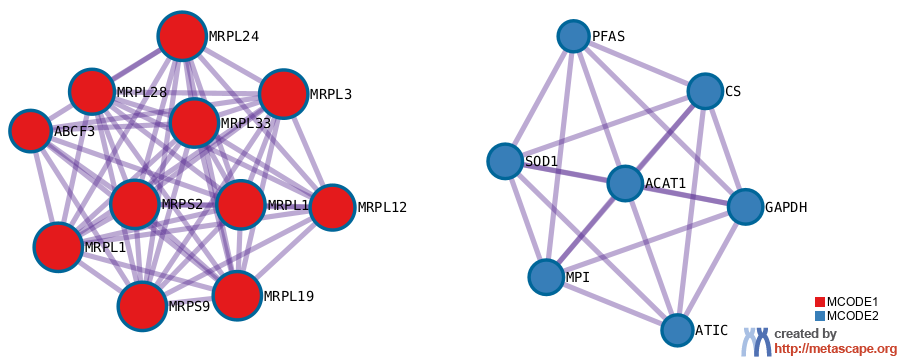 MRPL24
MRPL28
MRPL3
ABCF3
MRPL33
MRPS2
MRPL1
MRPL12
MRPL1
MRPS9
MRPL19
PFAS
CS
SOD1
ACAT1
GAPDH
MPI
ATIC
MCODE1
MCODE2
created by
http://metascape.org